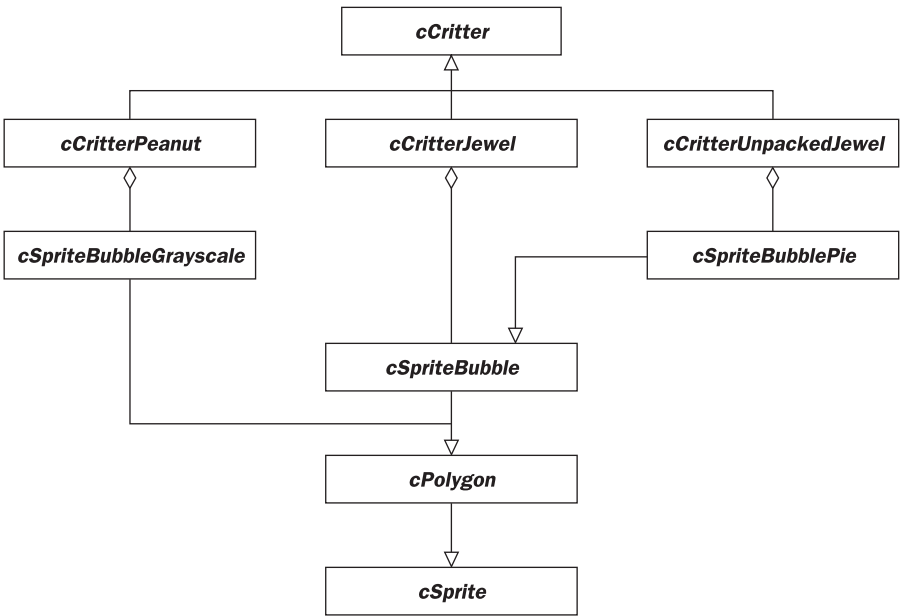 cCritter
cCritterPeanut
cCritterJewel
cCritterUnpackedJewel
cSpriteBubbleGrayscale
cSpriteBubblePie
cSpriteBubble
cPolygon
cSprite